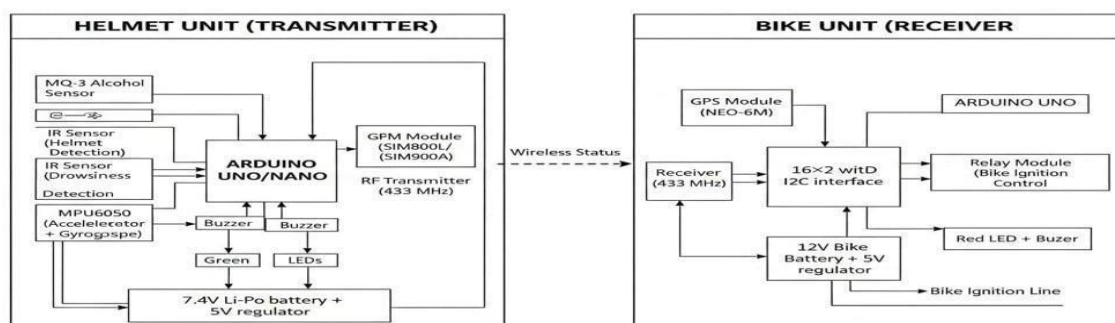 HELMET UNIT (TRANSMITTER)
MQ-3 Alcohol
Sensor
IR Sensor
(Helmet
Detection)
IR Sensor
(Drowsiness
Detection
MPU6050
(Accelelerator
+ Gyrogospe)
ARDUINO
UNO/NANO
GPM Module
(SIM800L/
(SIM900A)
RF Transmitter
(433 MHz)
Buzzer
Buzzer
Green
LEDs
7.4V Li-Po battery +
5V regulator
Wireless Status
BIKE UNIT (RECEIVER
GPS Module
(NEO-6M)
ARDUINO UNO
Receiver
(433 MHz)
16×2 witD
I2C interface
Relay Module
(Bike Ignition
Control
Red LED + Buzer
12V Bike
Battery + 5V
regulator
Bike Ignition Line